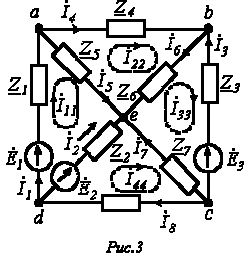 İ4 Z4
a b
Z5 İ22 İ6 İ3
Z1 İ5 Z6 Z3
İ11 İ33
İ2 e
Z2 İ7 Z7
Ė1 Ė2 İ44 Ė3
İ1
d c
İ8
Рис.3